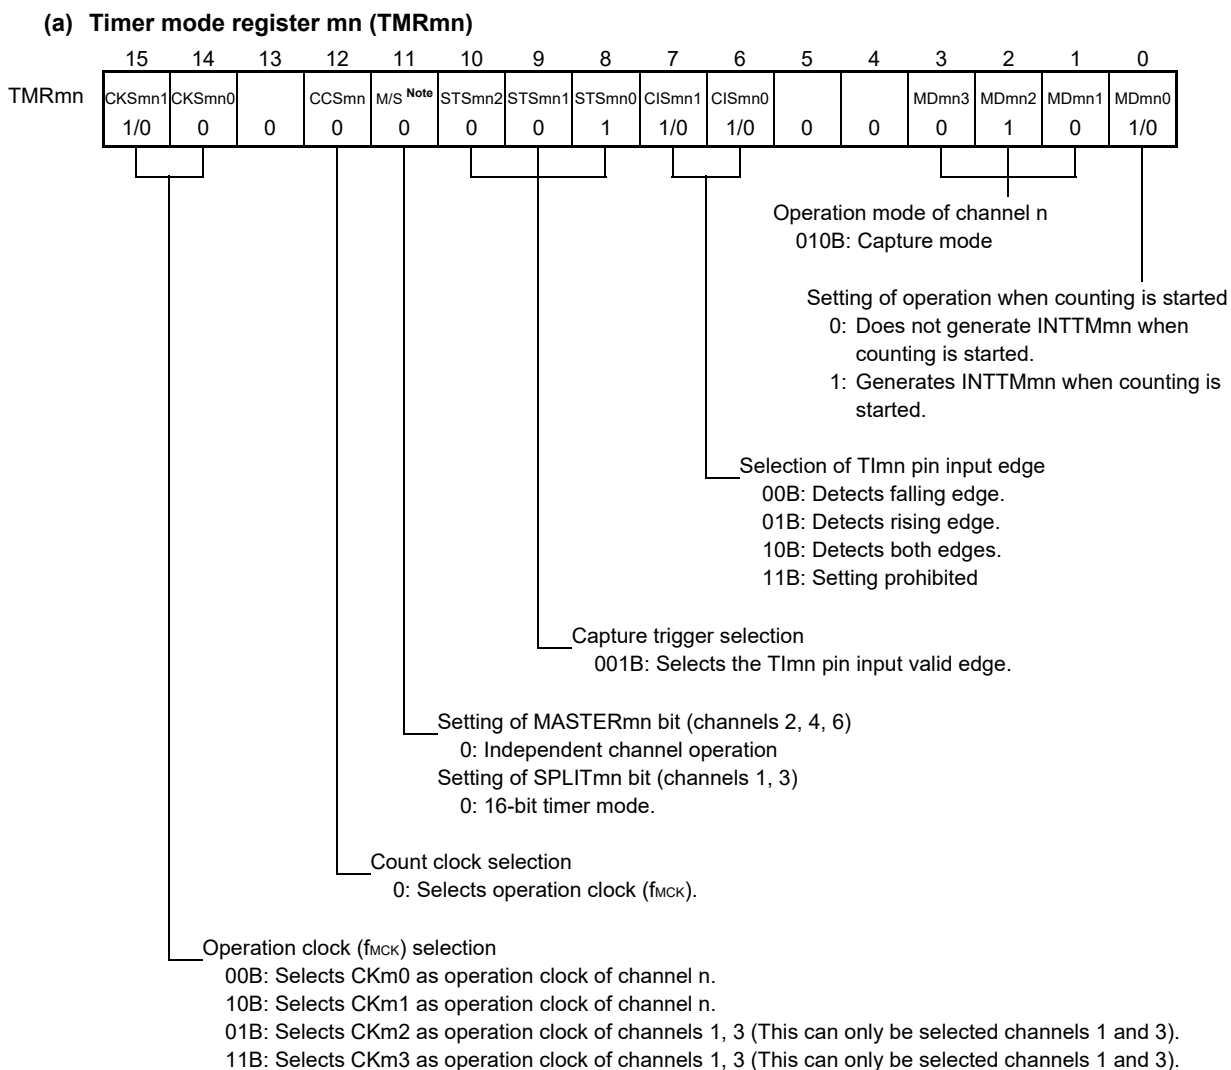 (a) Timer mode register mn (TMRmn)
15 14 13 12 11 10 9 8 7 6 5 4 3 2 1 0
TMRmn CKSmn1 CKSmn0 CCSmn M/S Note STSmn2 STSmn1 STSmn0 CISmn1 CISmn0 MDmn3 MDmn2 MDmn1 MDmn0
1/0 0 0 0 0 0 0 1 1/0 1/0 0 0 0 1 0 1/0
Operation mode of channel n
010B: Capture mode
Setting of operation when counting is started
0: Does not generate INTTMmn when
counting is started.
1: Generates INTTMmn when counting is
started.
Selection of TImn pin input edge
00B: Detects falling edge.
01B: Detects rising edge.
10B: Detects both edges.
11B: Setting prohibited
Capture trigger selection
001B: Selects the TImn pin input valid edge.
Setting of MASTERmn bit (channels 2, 4, 6)
0: Independent channel operation
Setting of SPLITmn bit (channels 1, 3)
0: 16-bit timer mode.
Count clock selection
0: Selects operation clock (fMCK).
Operation clock (fMCK) selection
00B: Selects CKm0 as operation clock of channel n.
10B: Selects CKm1 as operation clock of channel n.
01B: Selects CKm2 as operation clock of channels 1, 3 (This can only be selected channels 1 and 3).
11B: Selects CKm3 as operation clock of channels 1, 3 (This can only be selected channels 1 and 3).